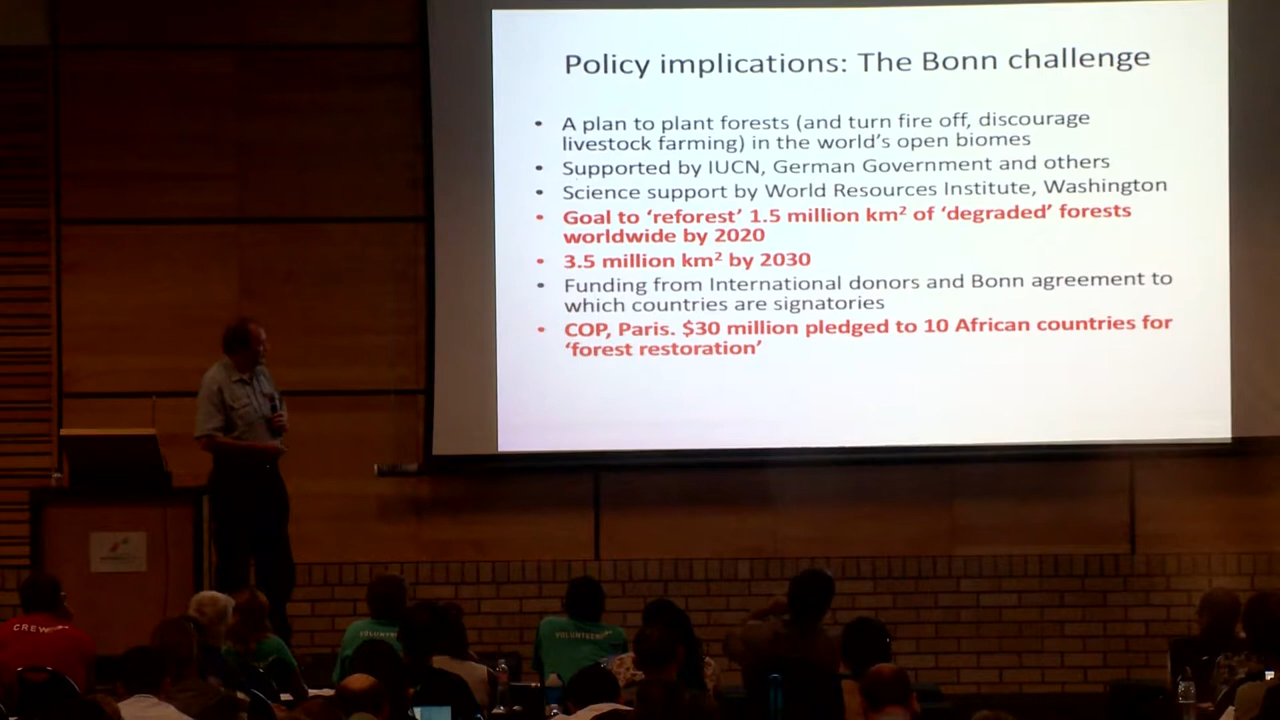 Policy implications: The Bonn challenge
• A plan to plant forests (and turn fire off, discourage
livestock farming) in the world's open biomes
• Supported by IUCN, German Government and others
• Science support by World Resources Institute, Washington
• Goal to ‘reforest’ 1.5 million km² of ‘degraded’ forests
worldwide by 2020
• 3.5 million km² by 2030
• Funding from International donors and Bonn agreement to
which countries are signatories
• COP, Paris. $30 million pledged to 10 African countries for
‘forest restoration’
CREW